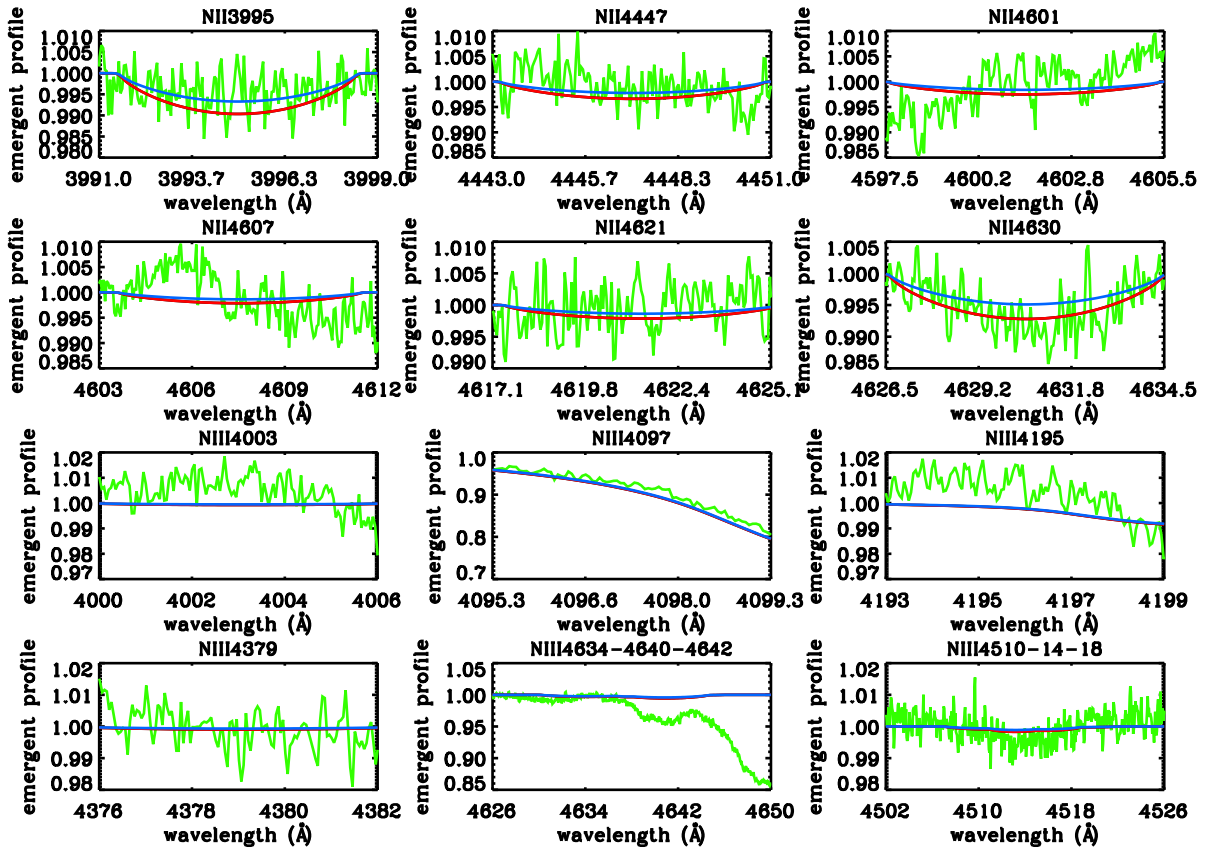 NII3995
emergent profile
1.010
1.005
1.000
0.995
0.990
0.985
0.980
3991.0 3993.7 3996.3 3999.0
wavelength (Å)
NII4447
emergent profile
1.010
1.005
1.000
0.995
0.990
0.985
4443.0 4445.7 4448.3 4451.0
wavelength (Å)
NII4601
emergent profile
1.010
1.005
1.000
0.995
0.990
0.985
4597.5 4600.2 4602.8 4605.5
wavelength (Å)
NII4607
emergent profile
1.010
1.005
1.000
0.995
0.990
0.985
4603 4606 4609 4612
wavelength (Å)
NII4621
emergent profile
1.010
1.005
1.000
0.995
0.990
4617.1 4619.8 4622.4 4625.1
wavelength (Å)
NII4630
emergent profile
1.005
1.000
0.995
0.990
0.985
4626.5 4629.2 4631.8 4634.5
wavelength (Å)
NIII4003
emergent profile
1.02
1.01
1.00
0.99
0.98
0.97
4000 4002 4004 4006
wavelength (Å)
NIII4097
emergent profile
1.0
0.9
0.8
0.7
4095.3 4096.6 4098.0 4099.3
wavelength (Å)
NIII4195
emergent profile
1.02
1.01
1.00
0.99
0.98
0.97
4193 4195 4197 4199
wavelength (Å)
NIII4379
emergent profile
1.02
1.01
1.00
0.99
0.98
4376 4378 4380 4382
wavelength (Å)
NIII4634-4640-4642
emergent profile
1.05
1.00
0.95
0.90
0.85
4626 4634 4642 4650
wavelength (Å)
NIII4510-14-18
emergent profile
1.02
1.01
1.00
0.99
0.98
4502 4510 4518 4526
wavelength (Å)